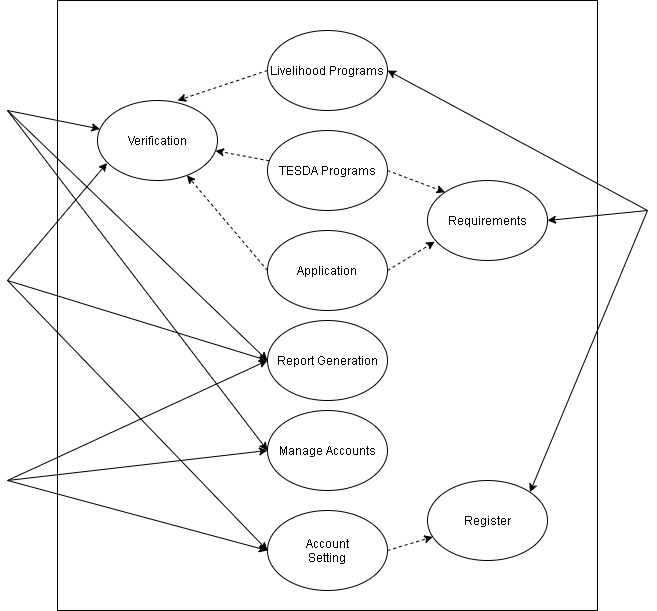 Livelihood Programs
Verification
TESDA Programs
Requirements
Application
Report Generation
Manage Accounts
Account
Setting
Register